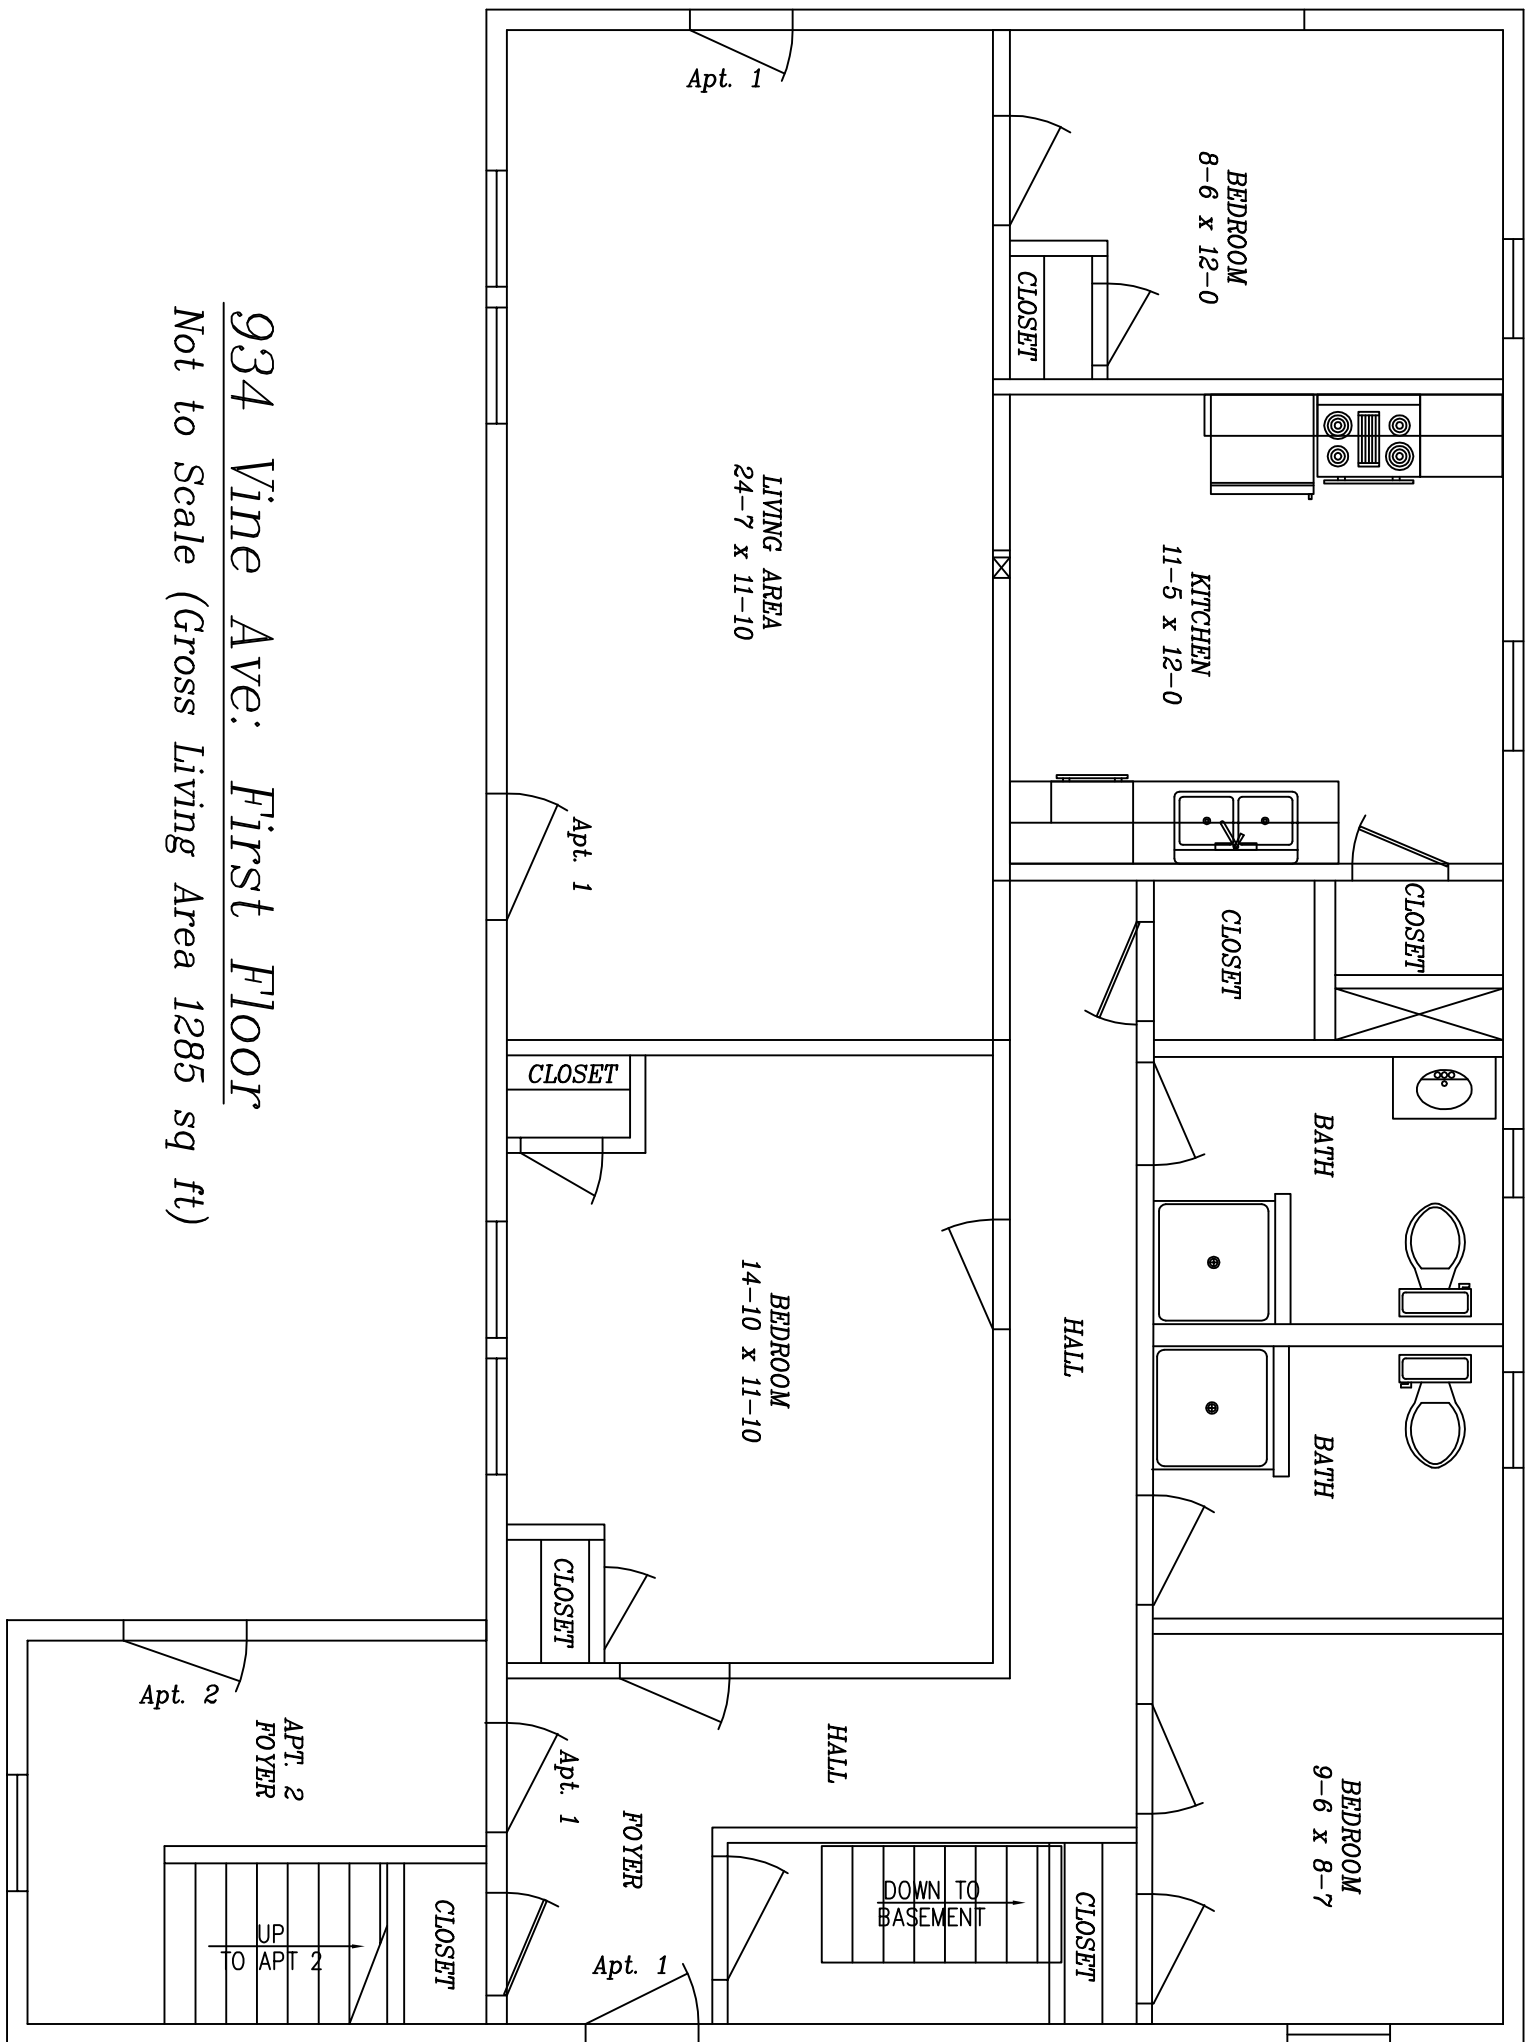 BEDROOM
8-6 x 12-0
CLOSET
KITCHEN
11-5 x 12-0
CLOSET
CLOSET
BATH
BATH
BEDROOM
9-6 x 8-7
Apt. 1
LIVING AREA
24-7 x 11-10
Apt. 1
HALL
CLOSET
BEDROOM
14-10 x 11-10
CLOSET
HALL
DOWN TO
BASEMENT
CLOSET
FOYER
Apt. 1
Apt. 1
Apt. 2
APT. 2
FOYER
CLOSET
UP
TO APT 2
934 Vine Ave: First Floor
Not to Scale (Gross Living Area 1285 sq ft)